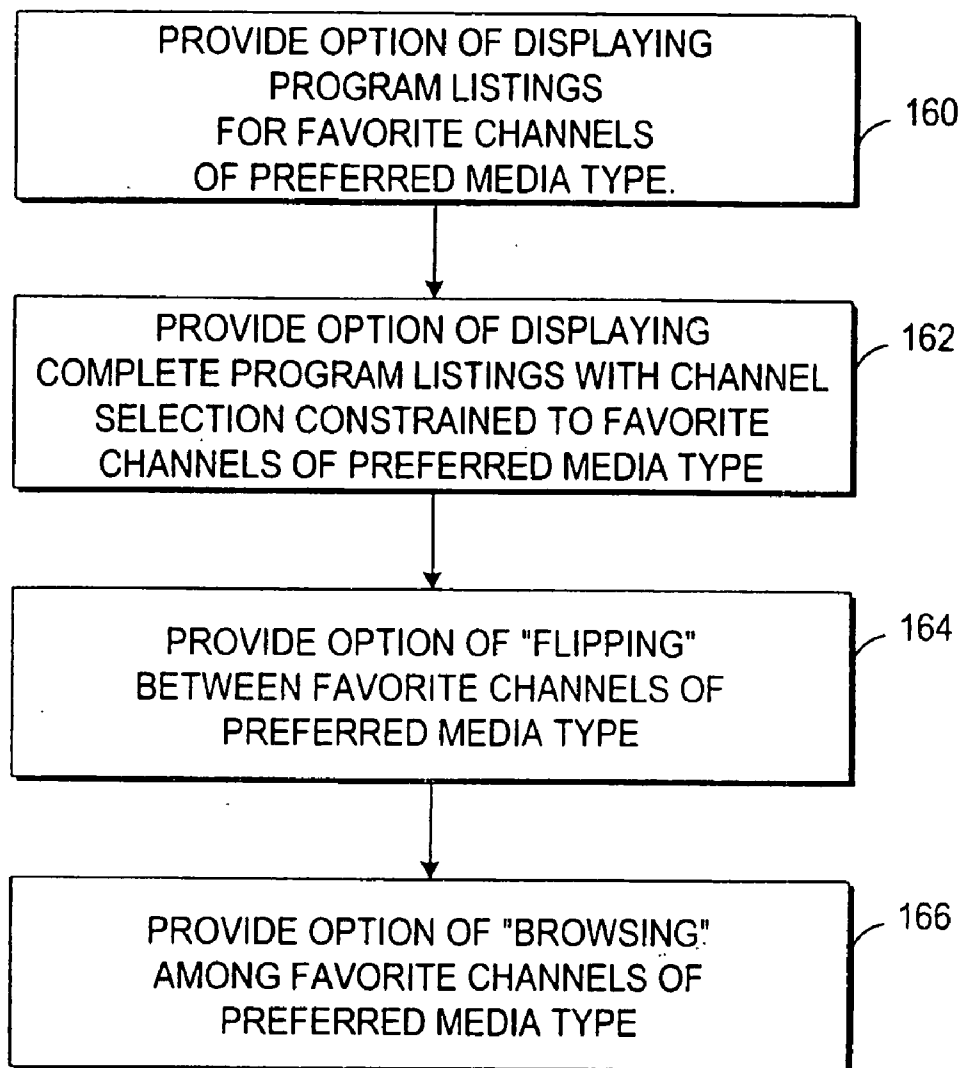 PROVIDE OPTION OF DISPLAYING
PROGRAM LISTINGS
FOR FAVORITE CHANNELS
OF PREFERRED MEDIA TYPE.
160
PROVIDE OPTION OF DISPLAYING
COMPLETE PROGRAM LISTINGS WITH CHANNEL
SELECTION CONSTRAINED TO FAVORITE
CHANNELS OF PREFERRED MEDIA TYPE
162
PROVIDE OPTION OF "FLIPPING"
BETWEEN FAVORITE CHANNELS OF
PREFERRED MEDIA TYPE
164
PROVIDE OPTION OF "BROWSING"
AMONG FAVORITE CHANNELS OF
PREFERRED MEDIA TYPE
166